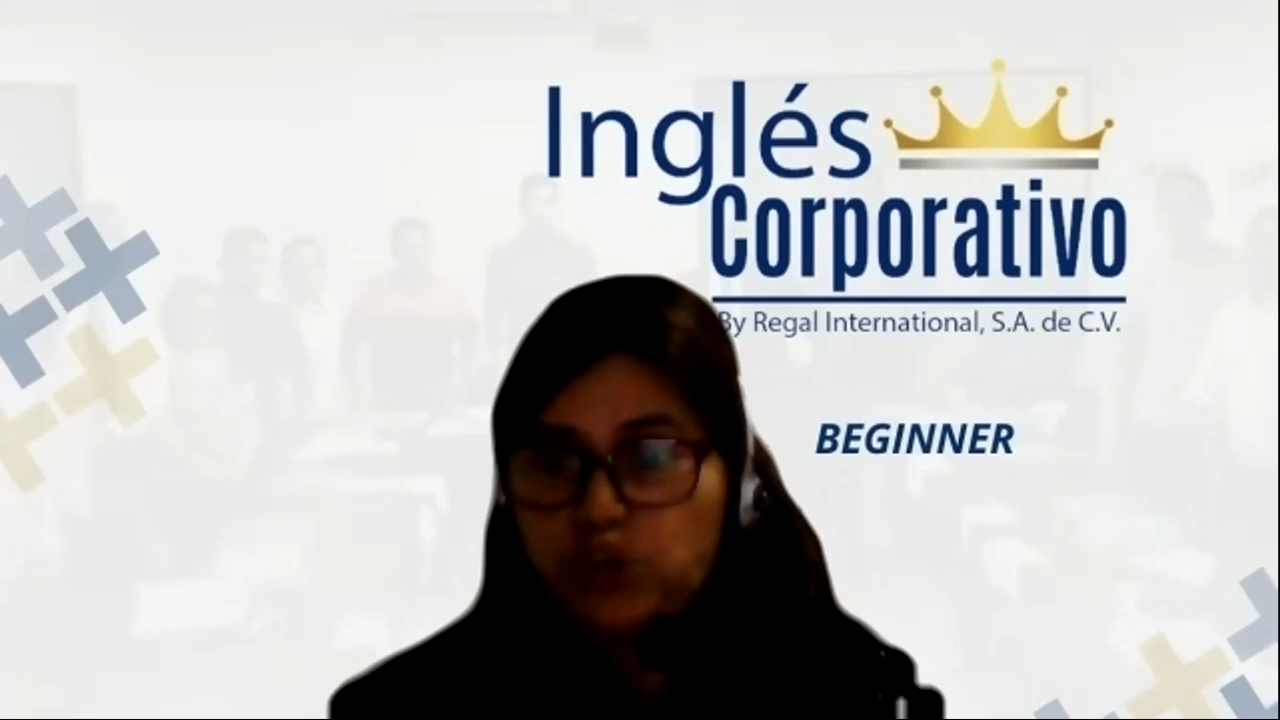 Inglés
Corporativo
By Regal International, S.A. de C.V.
BEGINNER